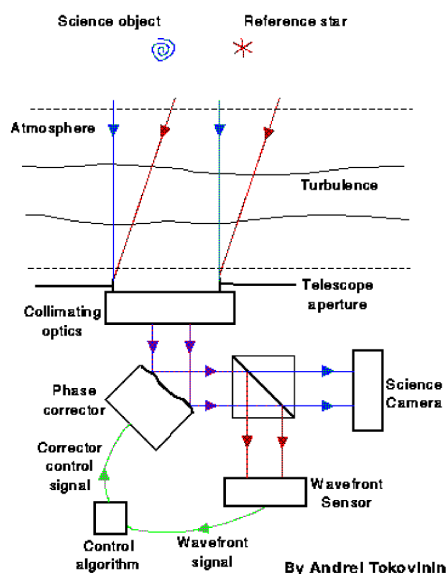 Science object
Reference star
Atmosphere
Turbulence
Telescope
aperture
Collimating
optics
Phase
corrector
Science
Camera
Corrector
control
signal
Wavefront
Sensor
Control
algorithm
Wavefront
signal
By Andrei Tokovinin